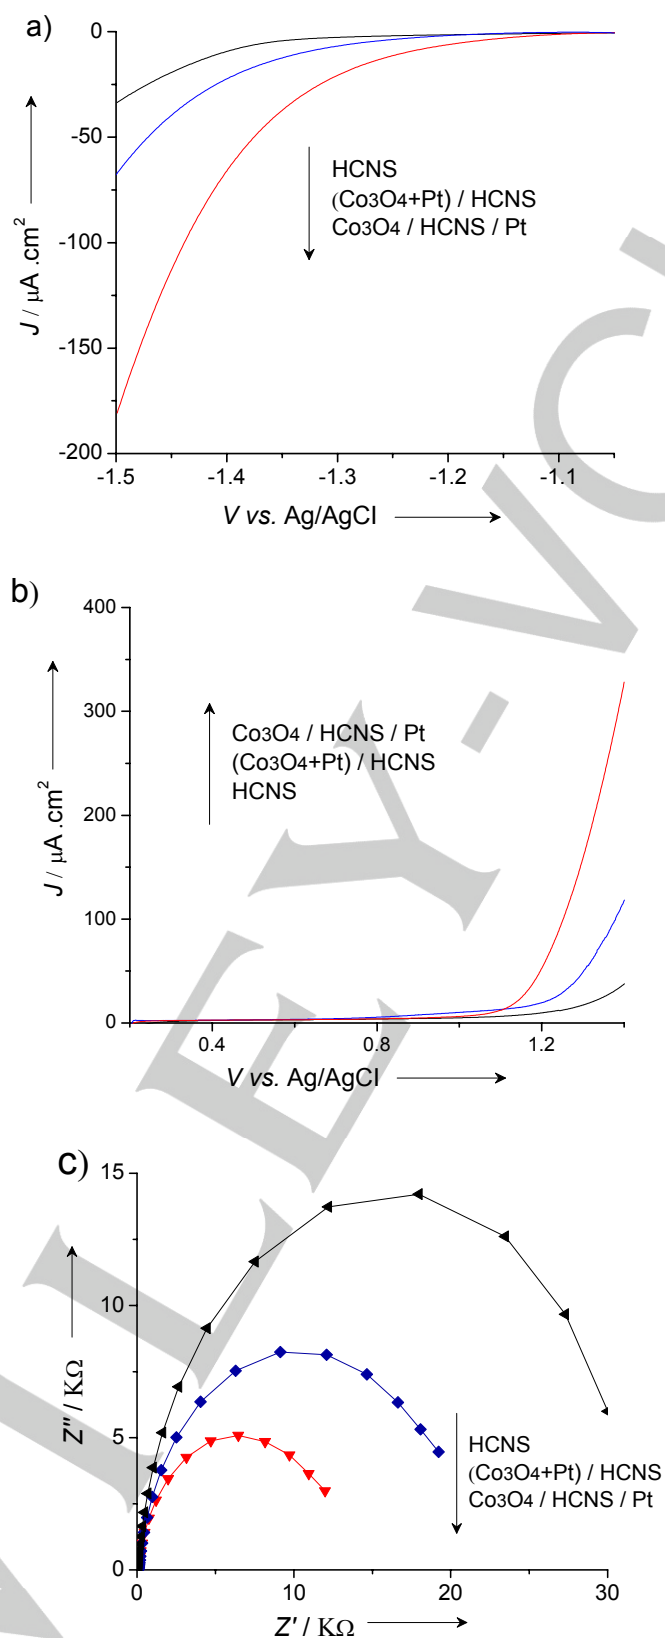 a)
0
-50
-100
-150
-200
J / μA .cm2
HCNS
(Co3O4+Pt) / HCNS
Co3O4 / HCNS / Pt
-1.5 -1.4 -1.3 -1.2 -1.1
V vs. Ag/AgCl
b)
400
300
200
100
0
J / μA .cm2
Co3O4 / HCNS / Pt
(Co3O4+Pt) / HCNS
HCNS
0.4 0.8 1.2
V vs. Ag/AgCl
c)
15
10
5
0
Z'' / KΩ
HCNS
(Co3O4+Pt) / HCNS
Co3O4 / HCNS / Pt
0 10 20 30
Z' / KΩ